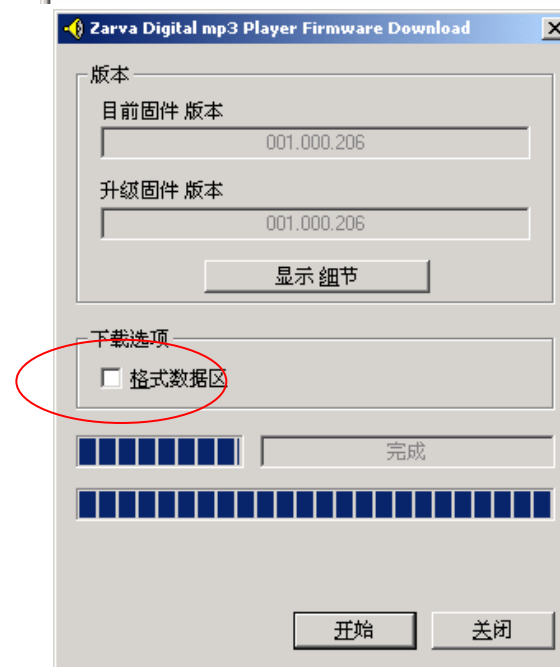 Zarva Digital mp3 Player Firmware Download
版本
目前固件 版本
001.000.206
升级固件 版本
001.000.206
显示 细节
下载选项
格式数据区
完成
开始
关闭